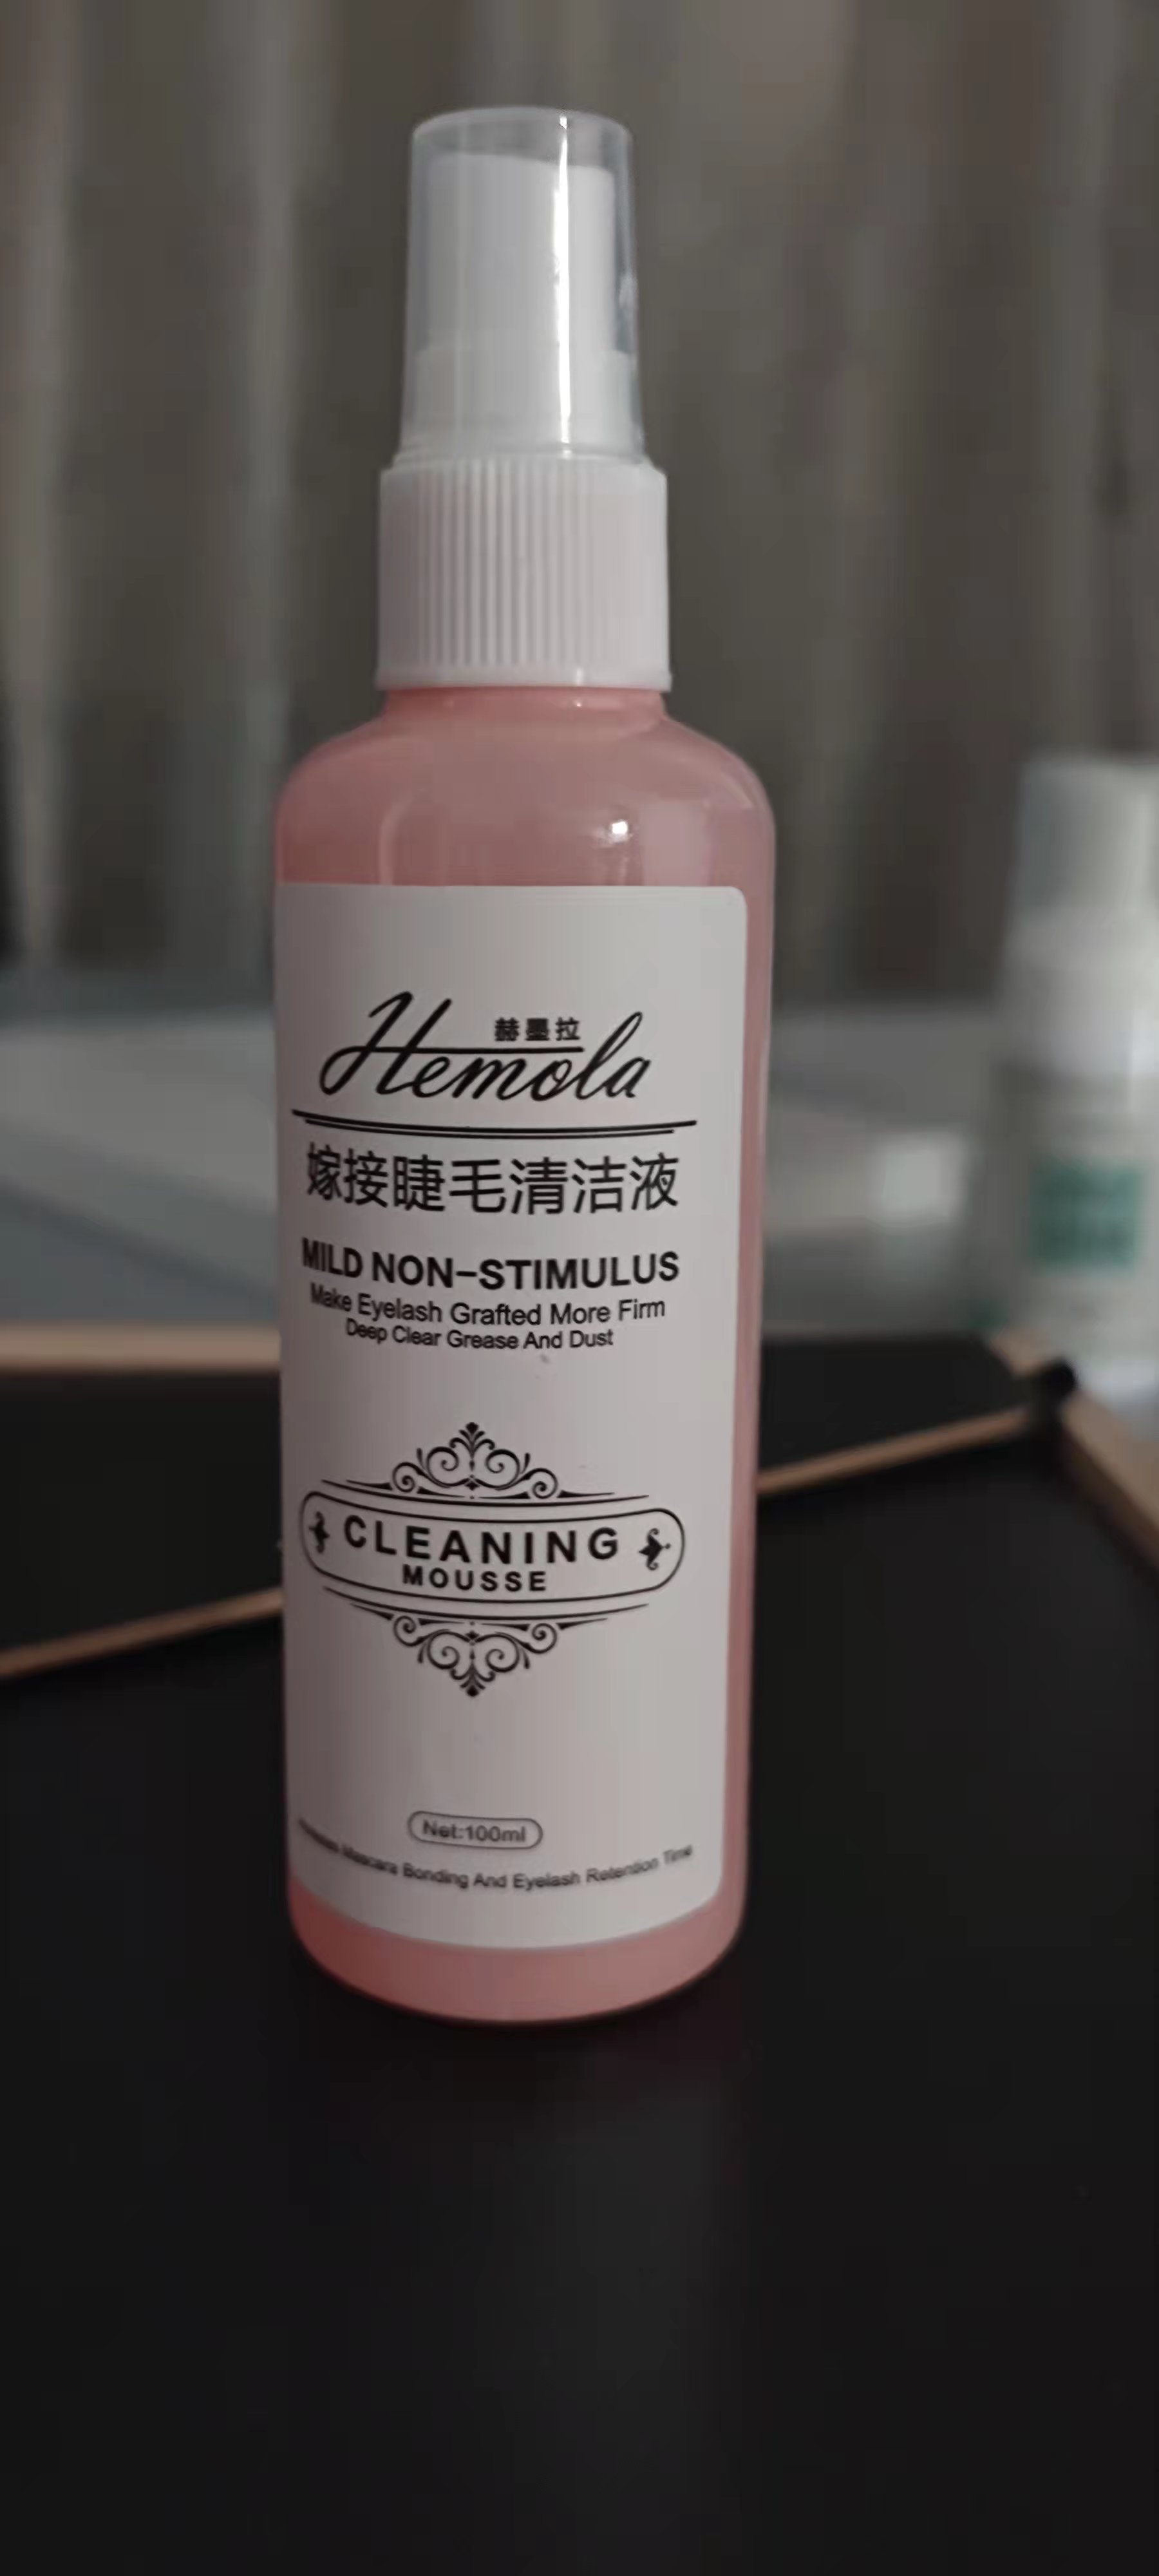 赫墨拉
Hemola
嫁接睫毛清洁液
MILD NON-STIMULUS
Make Eyelash Grafted More Firm
Deep Clear Grease And Dust
CLEANING
MOUSSE
Net:100ml
Mascara Bonding And Eyelash Retention Time